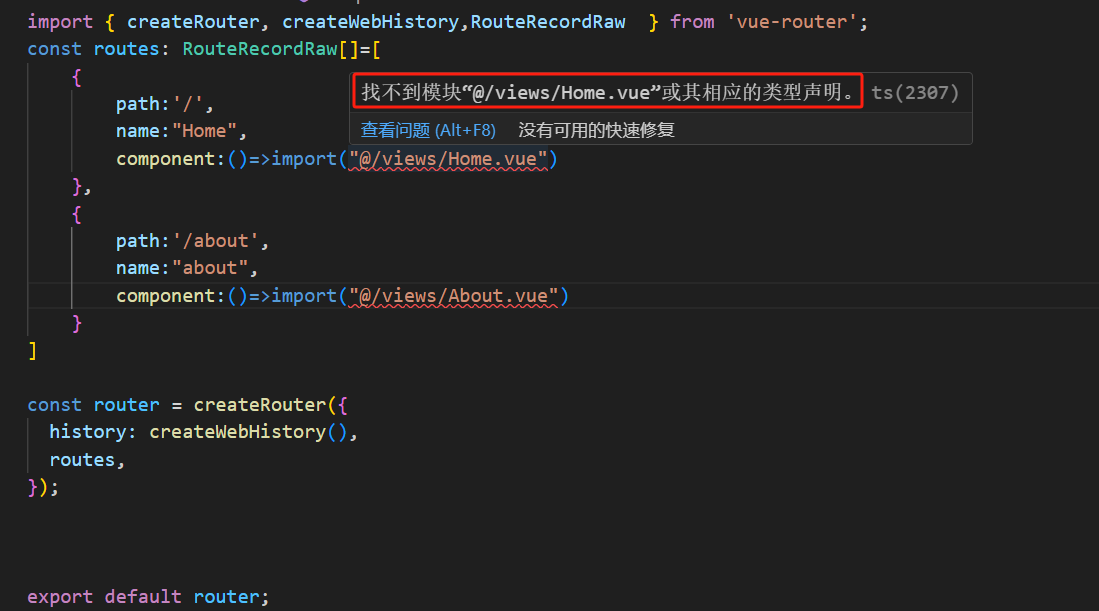 import { createRouter, createWebHistory,RouteRecordRaw  } from 'vue-router';
const routes: RouteRecordRaw[]=[
    {
        path:'/',
        name:"Home",
        component:()=>import("@/views/Home.vue")
    },
    {
        path:'/about',
        name:"about",
        component:()=>import("@/views/About.vue")
    }
]
const router = createRouter({
  history: createWebHistory(),
  routes,
});
export default router;
找不到模块“@/views/Home.vue”或其相应的类型声明。 ts(2307)
查看问题 (Alt+F8) 没有可用的快速修复